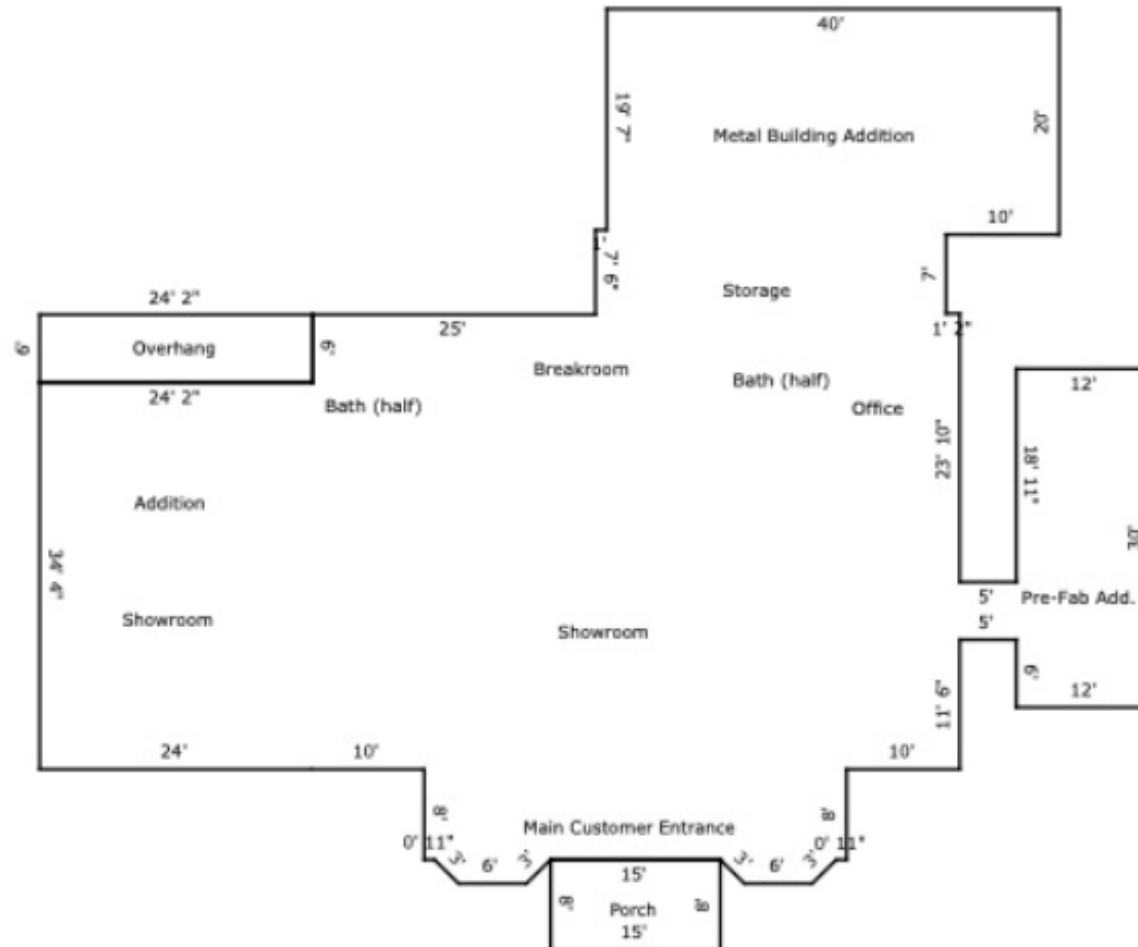 40'
19' 7"
Metal Building Addition
20'
10'
7' 6"
7'
Storage
24' 2"
25'
1' 2"
6'
Overhang
6'
Breakroom
12'
24' 2"
Bath (half)
Bath (half)
Office
23' 10"
18' 11"
Addition
34' 4"
5'
Pre-Fab Add.
Showroom
Showroom
5'
6'
11' 6"
12'
24'
10'
10'
8'
8'
Main Customer Entrance
0' 11"
0' 11"
3'
6'
3'
3'
6'
3'
15'
8'
8'
Porch
15'